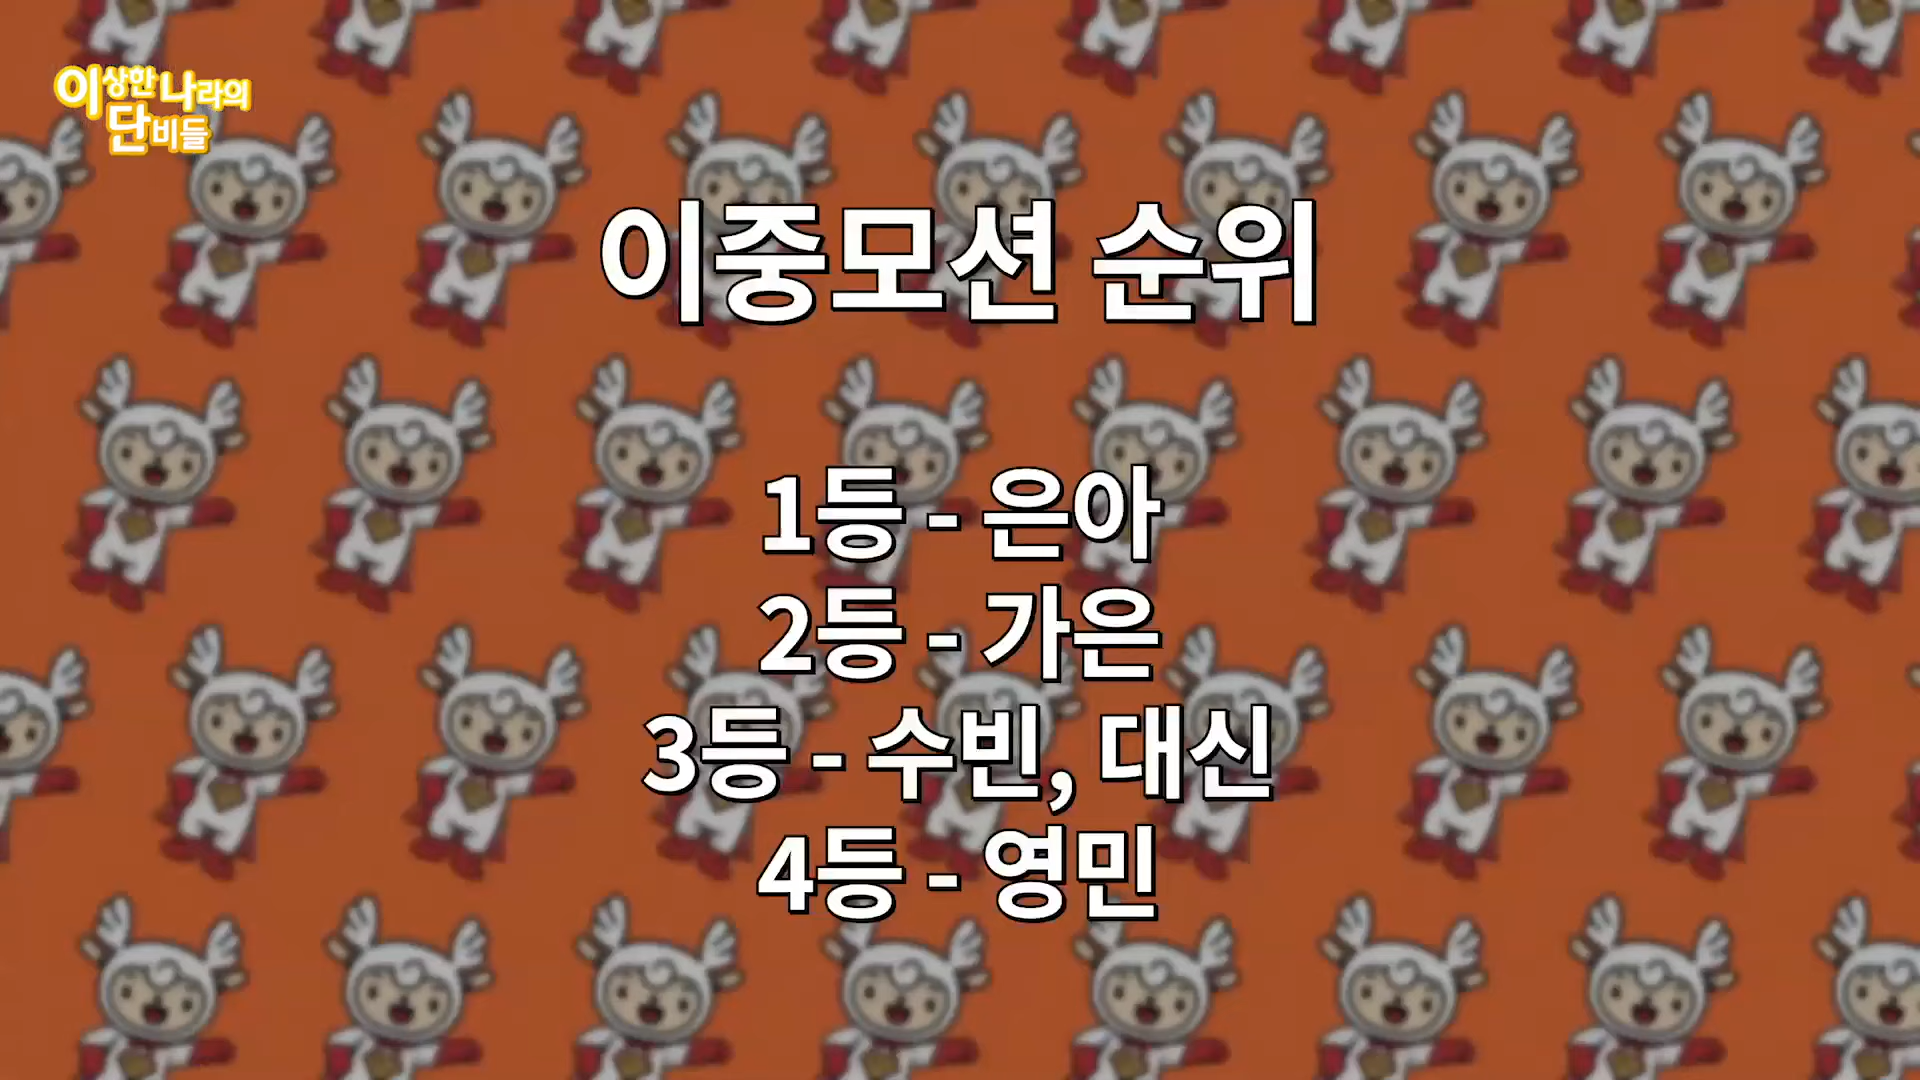 이상한 나라의
단비들
이중모션 순위
1등 - 은아
2등 - 가은
3등 - 수빈, 대신
4등 - 영민